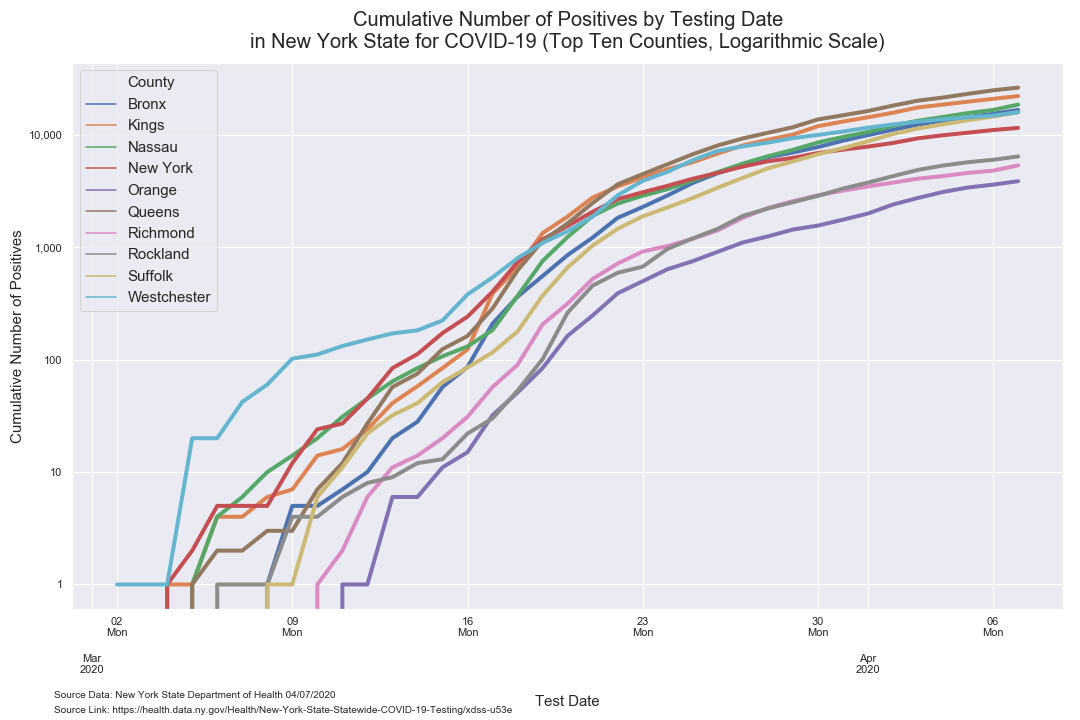 Cumulative Number of Positives by Testing Date
in New York State for COVID-19 (Top Ten Counties, Logarithmic Scale)
County
Bronx
Kings
Nassau
New York
Orange
Queens
Richmond
Rockland
Suffolk
Westchester
Cumulative Number of Positives
10,000
1,000
100
10
1
02 09 16 23 30 06
Mon Mon Mon Mon Mon Mon
Mar Apr
2020 2020
Test Date
Source Data: New York State Department of Health 04/07/2020
Source Link: https://health.data.ny.gov/Health/New-York-State-Statewide-COVID-19-Testing/xdss-u53e